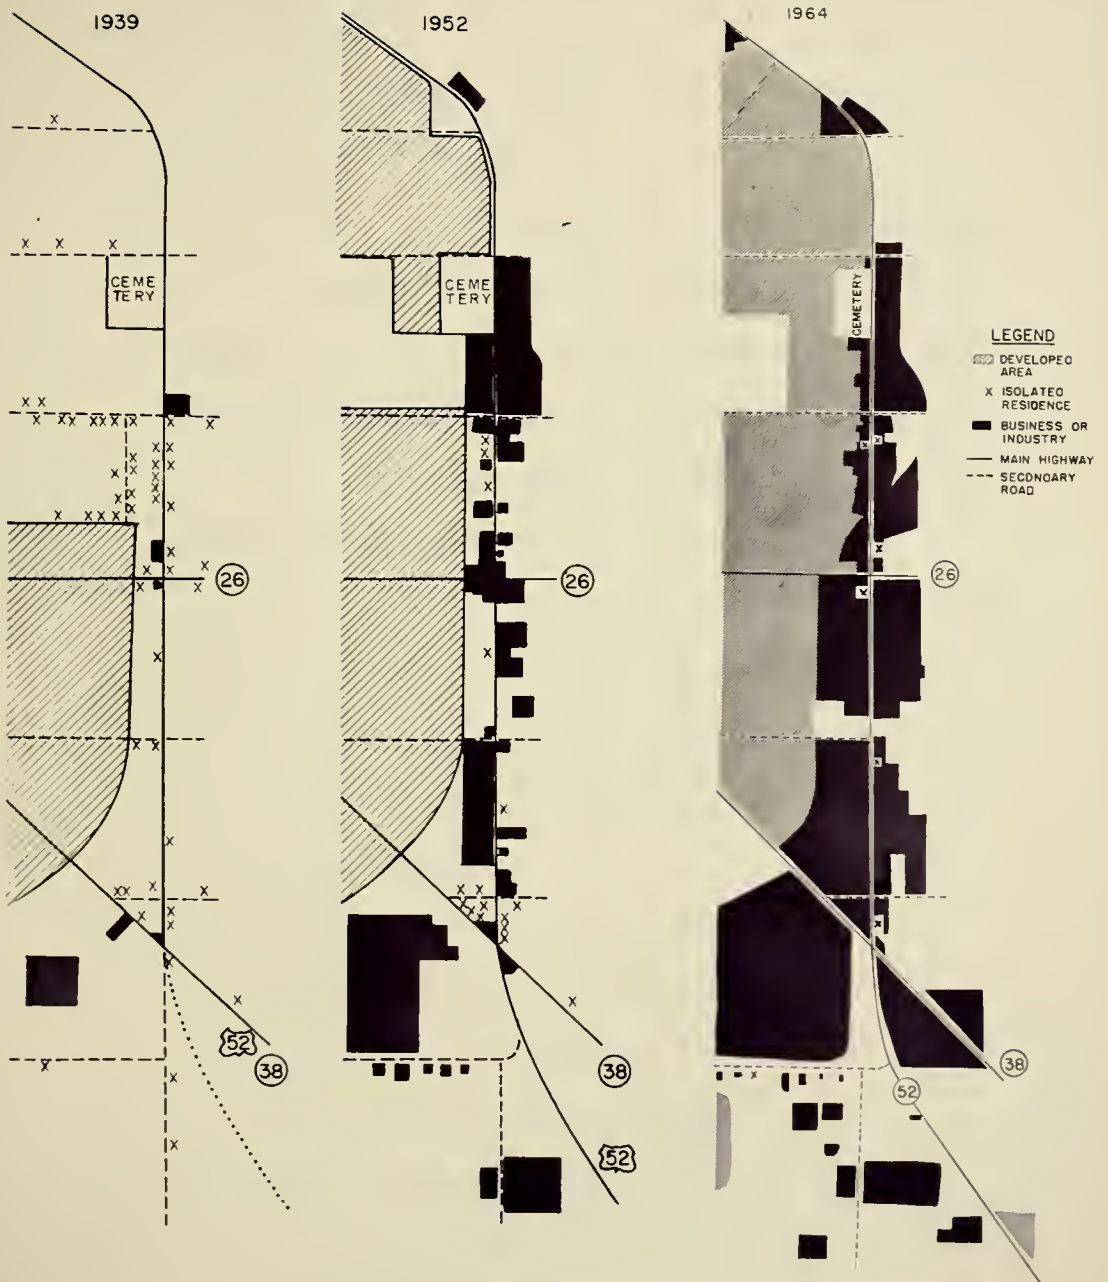 1939
CEME
TERY
26
52
38
1952
CEME
TERY
26
38
52
1964
CEMETERY
26
38
52
LEGEND
DEVELOPED
AREA
X ISOLATED
RESIDENCE
BUSINESS OR
INDUSTRY
MAIN HIGHWAY
SECDNOARY
ROAD